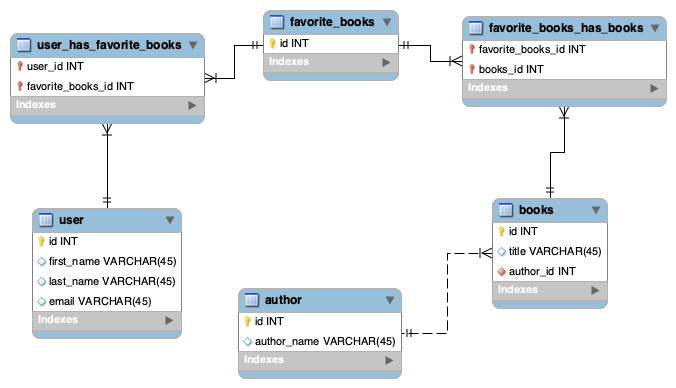 user_has_favorite_books
user_id INT
favorite_books_id INT
Indexes
favorite_books
id INT
Indexes
favorite_books_has_books
favorite_books_id INT
books_id INT
Indexes
user
id INT
first_name VARCHAR(45)
last_name VARCHAR(45)
email VARCHAR(45)
Indexes
author
id INT
author_name VARCHAR(45)
Indexes
books
id INT
title VARCHAR(45)
author_id INT
Indexes